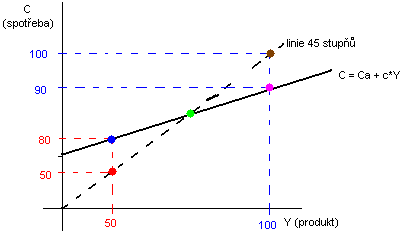 C
(spotřeba)
linie 45 stupňů
100
C = Ca + c*Y
90
80
50
50
100
Y (produkt)